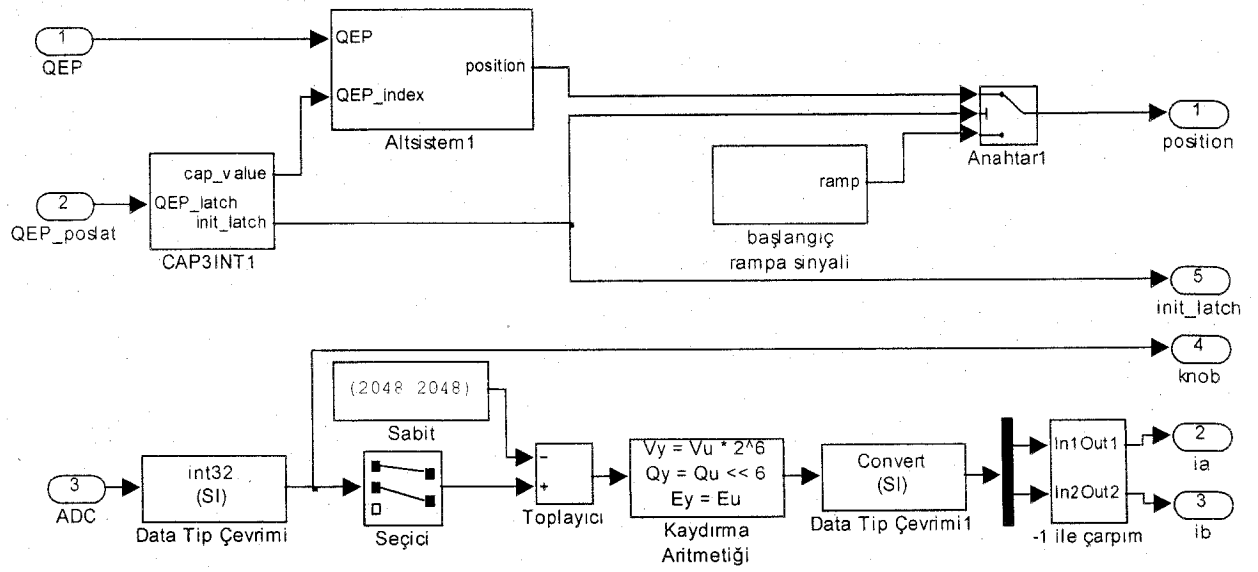 1
QEP
QEP
QEP_index
position
Altsistem1
2
QEP_poslat
cap_value
QEP_latch
init_latch
CAP3INT1
ramp
başlangıç
rampa sinyali
Anahtar1
1
position
5
init_latch
4
knob
(2048 2048)
Sabit
3
ADC
int32
(SI)
Data Tip Çevrimi
Seçici
−
+
Toplayıcı
Vy = Vu * 2^6
Qy = Qu << 6
Ey = Eu
Kaydırma
Aritmetiği
Convert
(SI)
Data Tip Çevrimi1
In1Out1
In2Out2
-1 ile çarpım
2
ia
3
ib